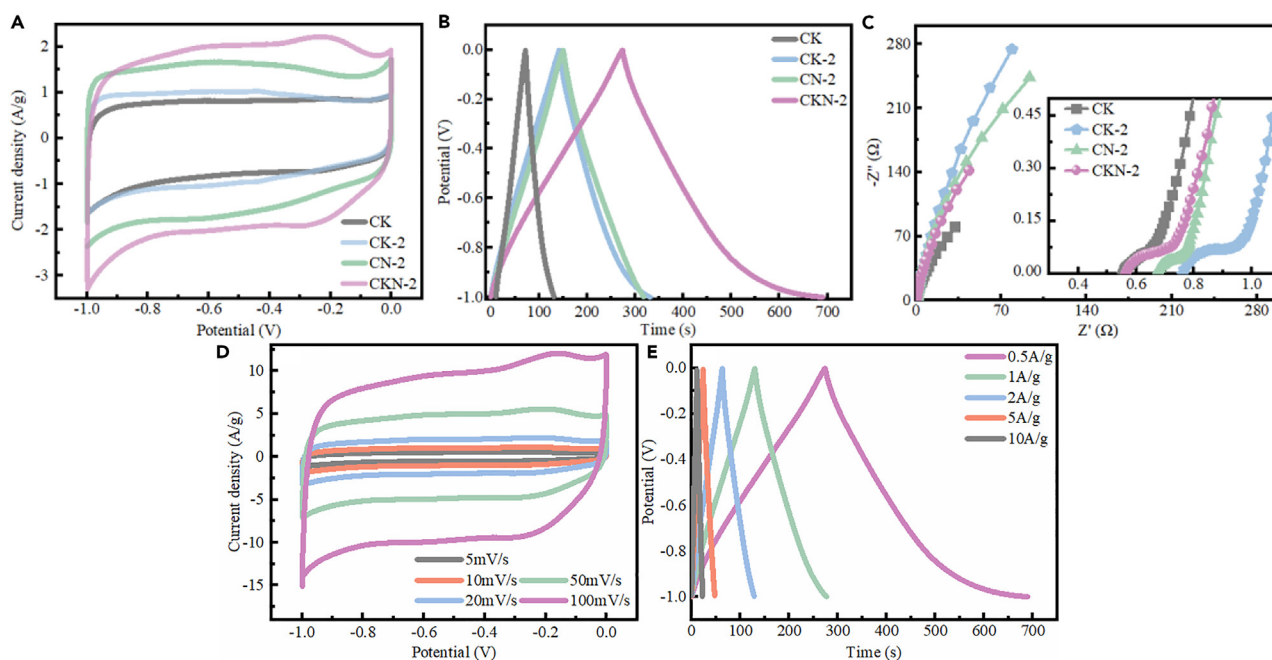 A
Current density (A/g)
2
1
0
-1
-2
-3
CK
CK-2
CN-2
CKN-2
-1.0 -0.8 -0.6 -0.4 -0.2 0.0
Potential (V)
B
Potential (V)
0.0
-0.2
-0.4
-0.6
-0.8
-1.0
CK
CK-2
CN-2
CKN-2
0 100 200 300 400 500 600 700
Time (s)
C
-Z' (Ω)
280
210
140
70
0
0 70 140 210 280
Z' (Ω)
0.45
0.30
0.15
0.00
CK
CK-2
CN-2
CKN-2
0.4 0.6 0.8 1.0
D
Current density (A/g)
10
5
0
-5
-10
-15
5mV/s
10mV/s 50mV/s
20mV/s 100mV/s
-1.0 -0.8 -0.6 -0.4 -0.2 0.0
Potential (V)
E
Potential (V)
0.0
-0.2
-0.4
-0.6
-0.8
-1.0
0.5A/g
1A/g
2A/g
5A/g
10A/g
0 100 200 300 400 500 600 700
Time (s)